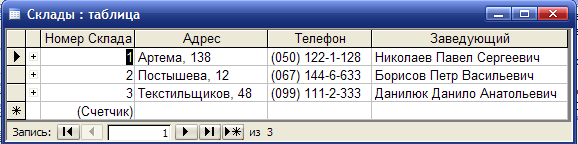 Склады : таблица
Номер Склада Адрес Телефон Заведующий
+ 1 Артема, 138 (050) 122-1-128 Николаев Павел Сергеевич
+ 2 Постышева, 12 (067) 144-6-633 Борисов Петр Васильевич
+ 3 Текстильщиков, 48 (099) 111-2-333 Данилюк Данило Анатольевич
(Счетчик)
Запись: 1 из 3